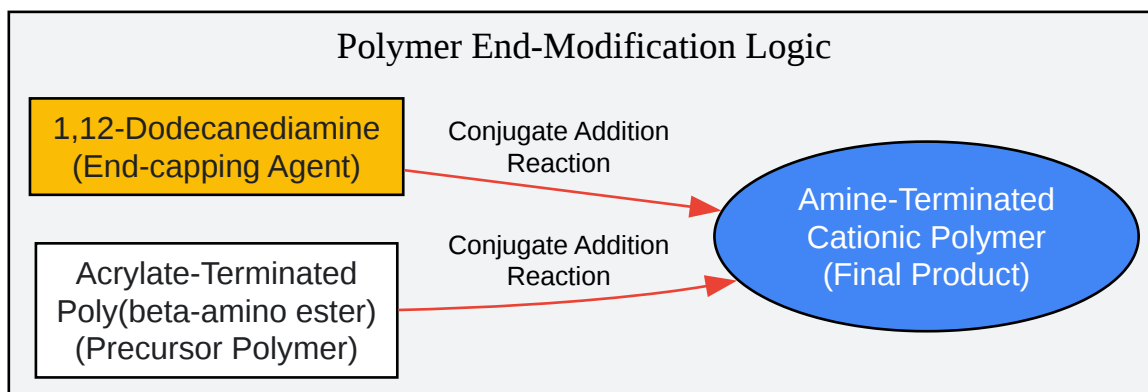 Polymer End-Modification Logic
1,12-Dodecanediamine
(End-capping Agent)
Conjugate Addition
Reaction
Acrylate-Terminated
Poly(beta-amino ester)
(Precursor Polymer)
Conjugate Addition
Reaction
Amine-Terminated
Cationic Polymer
(Final Product)